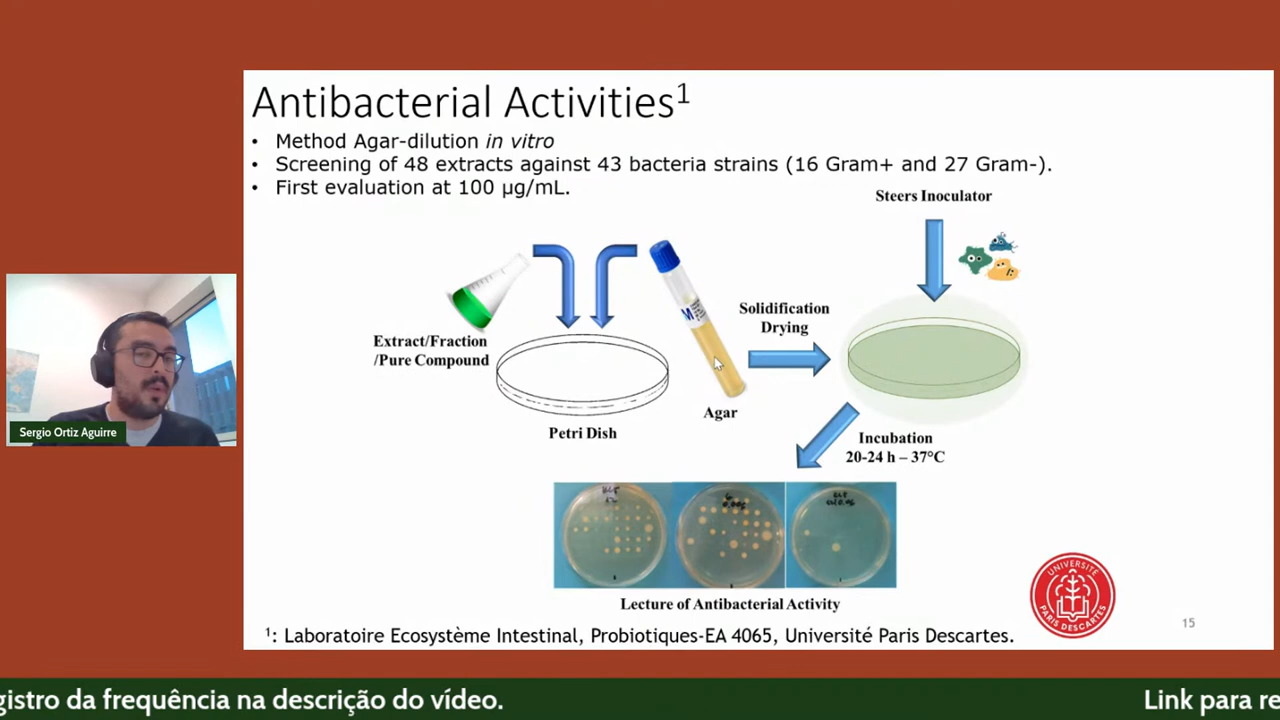 Antibacterial Activities¹
• Method Agar-dilution in vitro
• Screening of 48 extracts against 43 bacteria strains (16 Gram+ and 27 Gram-).
• First evaluation at 100 µg/mL.
Steers Inoculator
Extract/Fraction
/Pure Compound
Solidification
Drying
Agar
Petri Dish
Incubation
20-24 h – 37°C
Lecture of Antibacterial Activity
UNIVERSITÉ
PARIS DESCARTES
15
¹: Laboratoire Ecosystème Intestinal, Probiotiques-EA 4065, Université Paris Descartes.
Sergio Ortiz Aguirre
gistro da frequência na descrição do vídeo.
Link para re